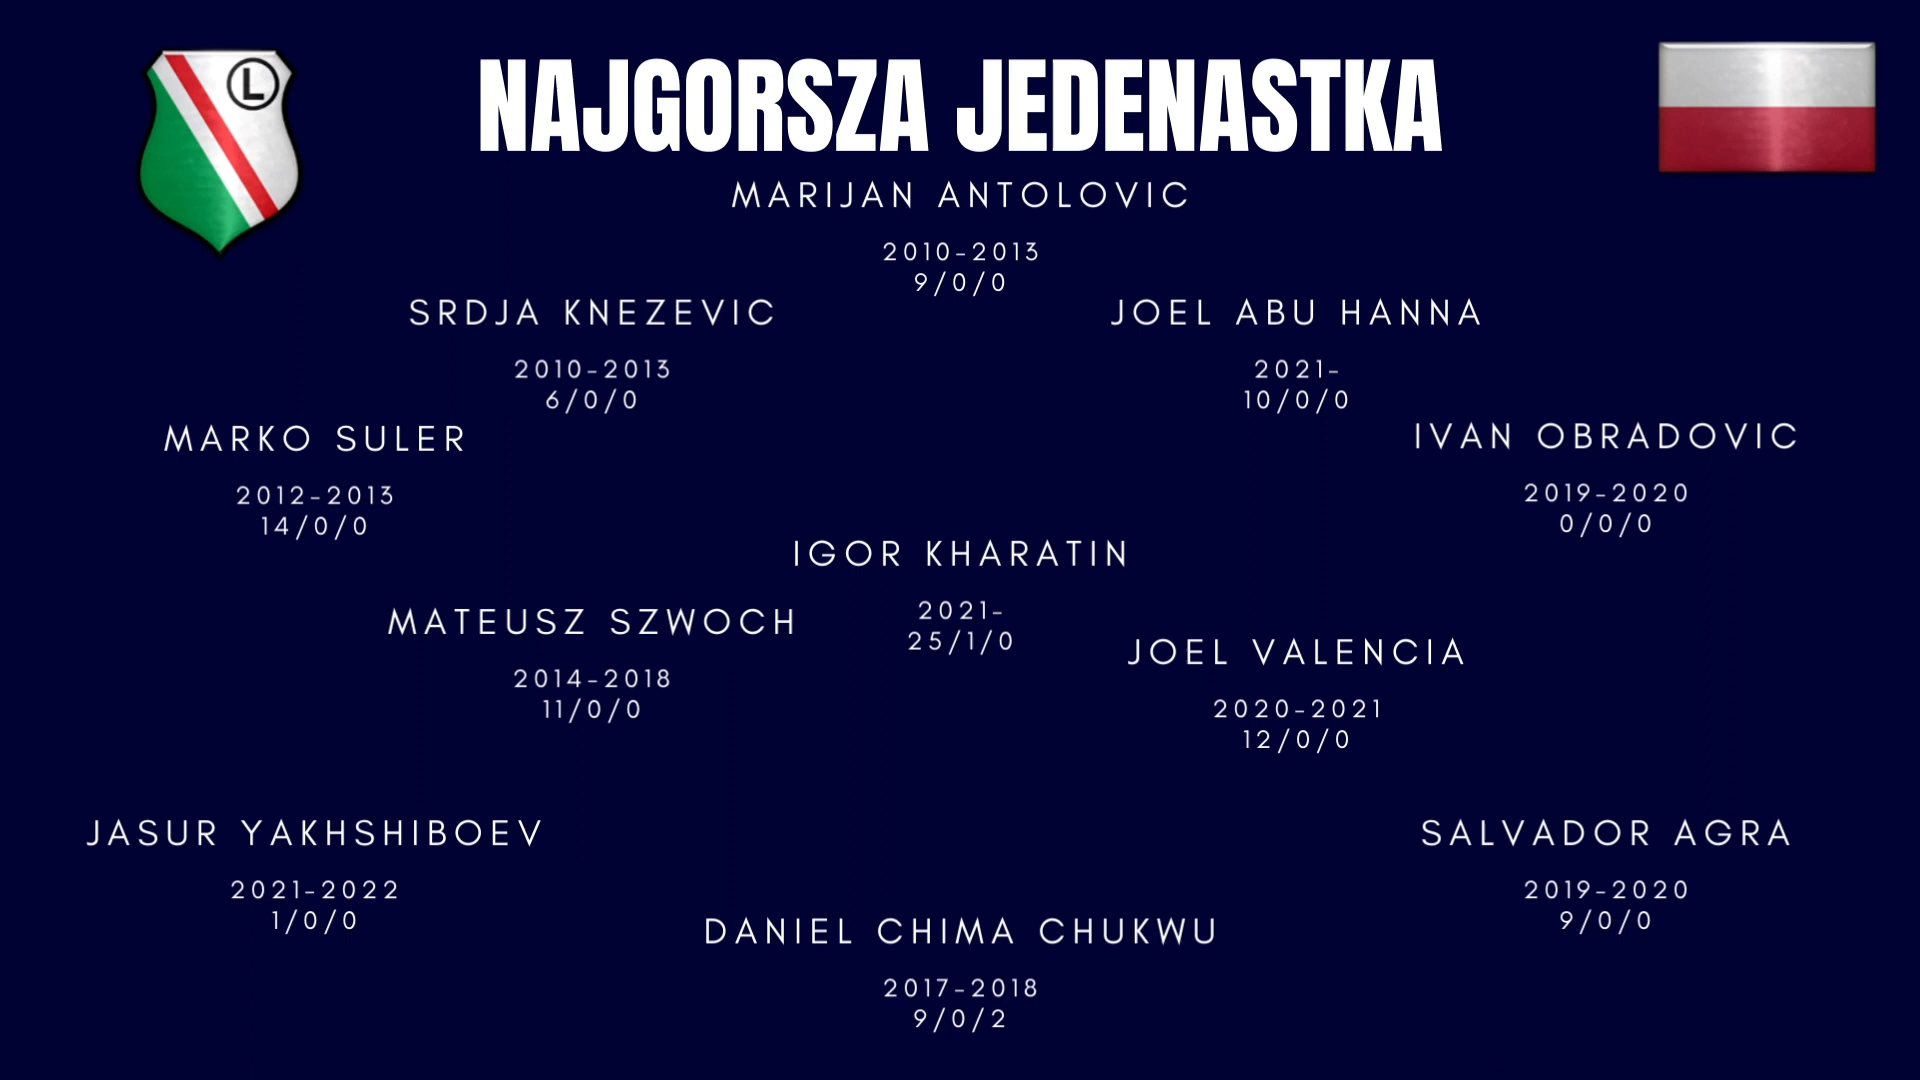 L
NAJGORSZA JEDENASTKA
MARIJAN ANTOLOVIC
2010-2013
9/0/0
SRDJA KNEZEVIC
2010-2013
6/0/0
JOEL ABU HANNA
2021-
10/0/0
MARKO SULER
2012-2013
14/0/0
IVAN OBRADOVIC
2019-2020
0/0/0
IGOR KHARATIN
2021-
25/1/0
MATEUSZ SZWOCH
2014-2018
11/0/0
JOEL VALENCIA
2020-2021
12/0/0
JASUR YAKHSHIBOEV
2021-2022
1/0/0
SALVADOR AGRA
2019-2020
9/0/0
DANIEL CHIMA CHUKWU
2017-2018
9/0/2